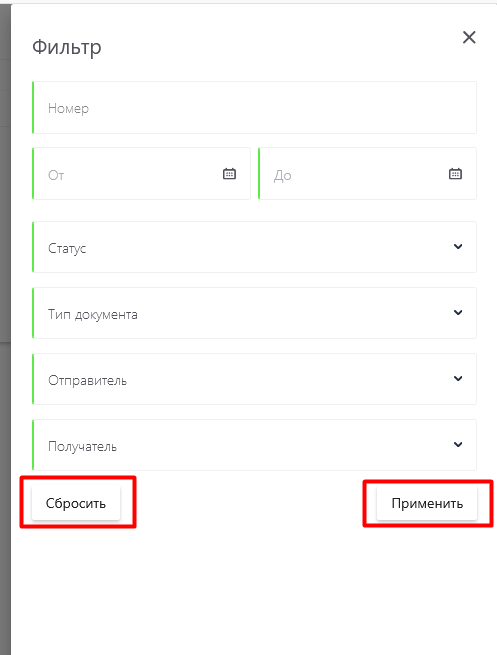 Фильтр
Номер
От До
Статус
Тип документа
Отправитель
Получатель
Сбросить Применить